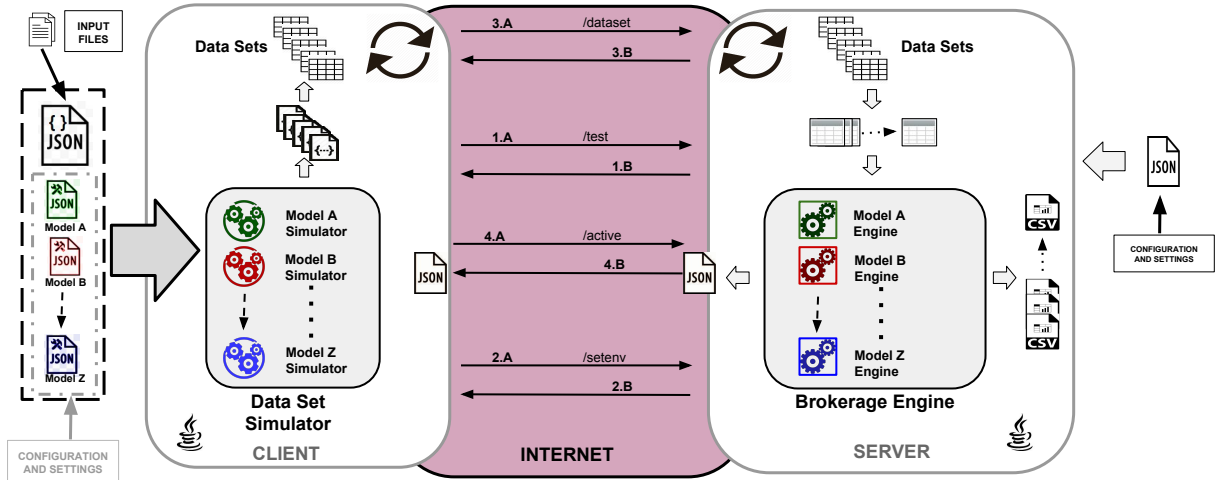 INPUT
FILES
{ }
JSON
JSON
Model A
JSON
Model B
JSON
Model Z
CONFIGURATION
AND SETTINGS
Data Sets
{...}
Model A
Simulator
Model B
Simulator
Model Z
Simulator
Data Set
Simulator
CLIENT
JSON
3.A /dataset
3.B
1.A /test
1.B
4.A /active
4.B
2.A /setenv
2.B
INTERNET
JSON
Data Sets
Model A
Engine
Model B
Engine
Model Z
Engine
Brokerage Engine
SERVER
CSV
CSV
JSON
CONFIGURATION
AND SETTINGS